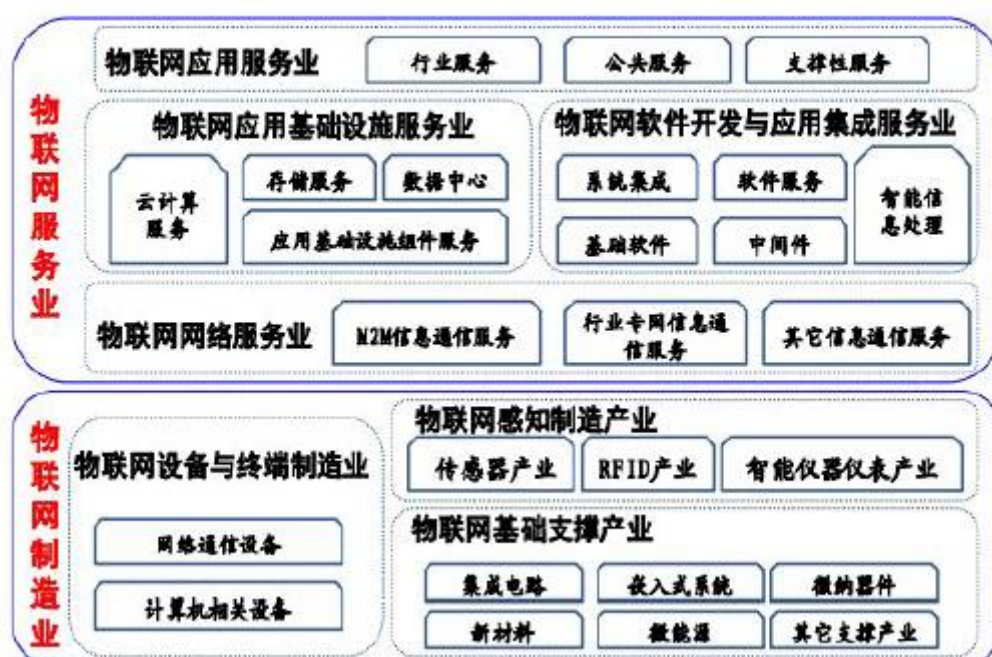 物联网服务业
物联网应用服务业
行业服务
公共服务
支撑性服务
物联网应用基础设施服务业
云计算
服务
存储服务
数据中心
应用基础设施组件服务
物联网软件开发与应用集成服务业
系统集成
软件服务
基础软件
中间件
智能信
息处理
物联网网络服务业
M2M信息通信服务
行业专网信息通
信服务
其它信息通信服务
物联网制造业
物联网设备与终端制造业
网络通信设备
计算机相关设备
物联网感知制造产业
传感器产业
RFID产业
智能仪器仪表产业
物联网基础支撑产业
集成电路
嵌入式系统
微纳器件
新材料
微能源
其它支撑产业